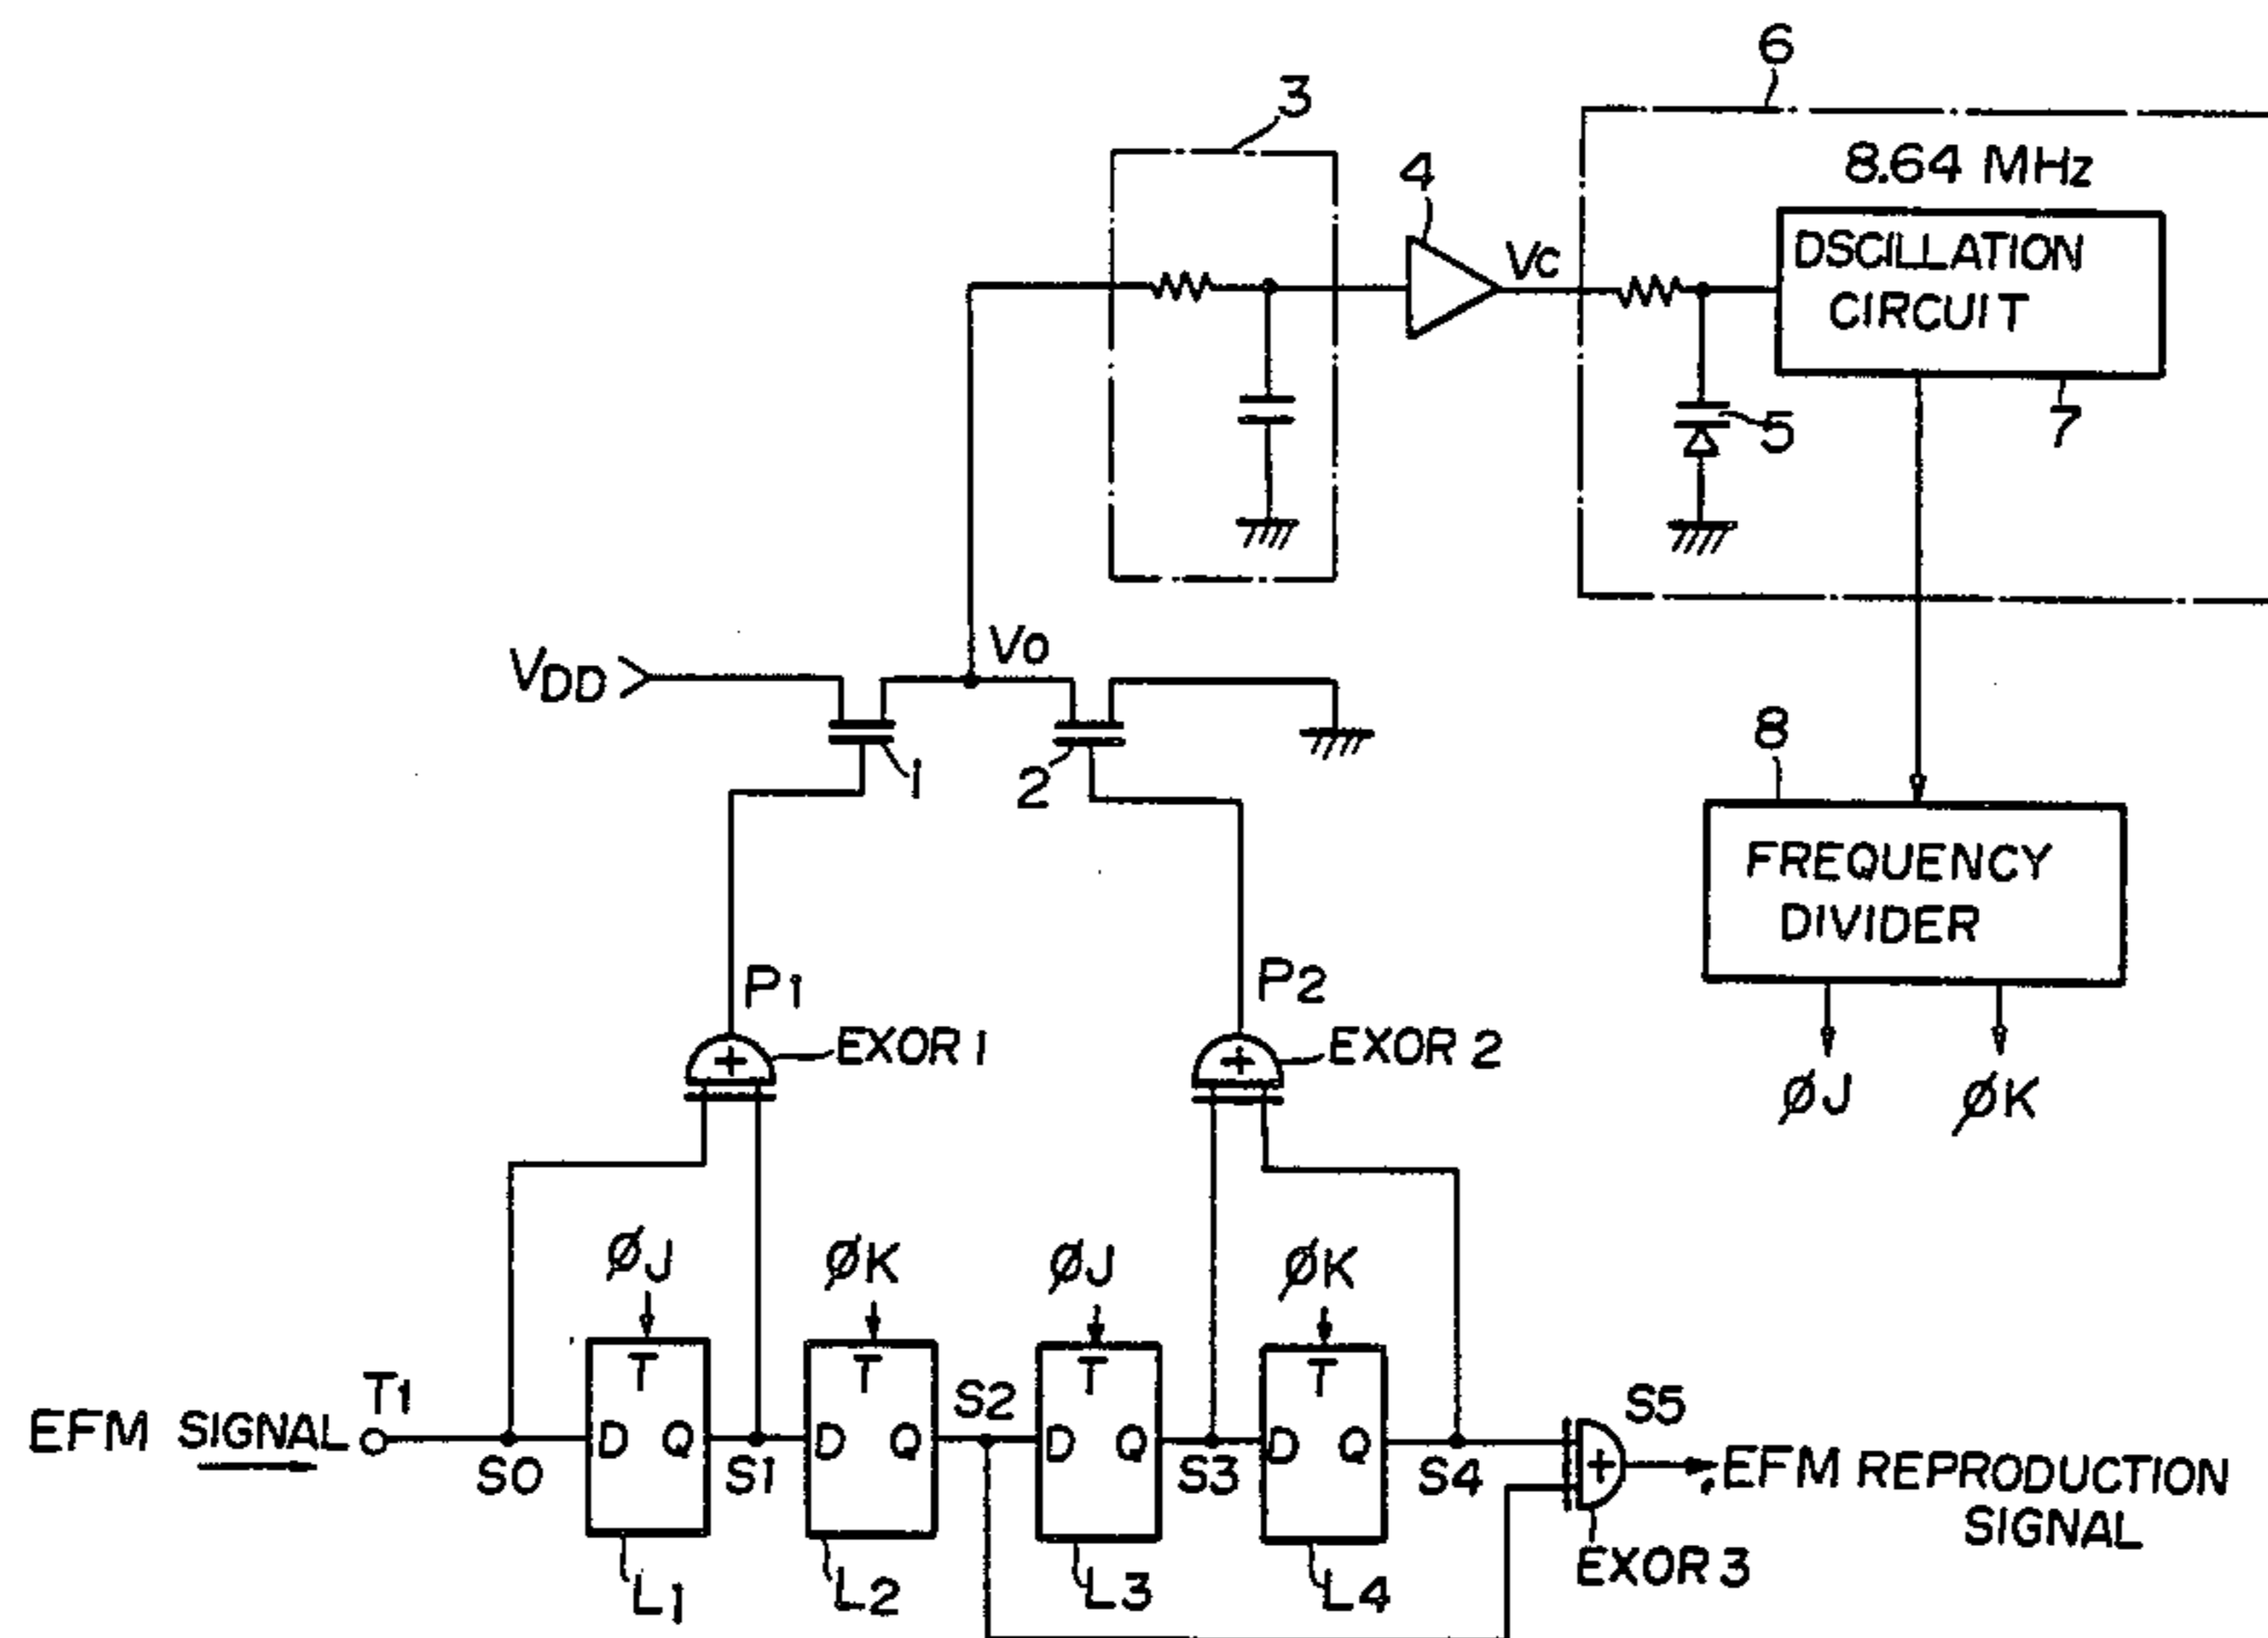 6
3
8.64 MHz
4
Vc
DSCILLATION
CIRCUIT
5
7
VDD
Vo
1
2
8
FREQUENCY
DIVIDER
P1
P2
EXOR 1
EXOR 2
ØJ
ØK
ØJ
ØK
ØJ
ØK
T
T
T
T
EFM SIGNAL
T1
S0
D Q
S1
D Q
S2
D Q
S3
D Q
S4
S5
EFM REPRODUCTION
SIGNAL
EXOR 3
L1
L2
L3
L4